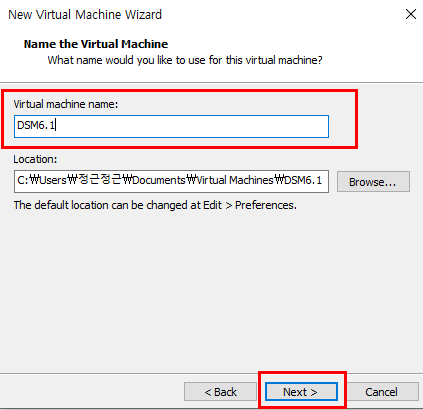 New Virtual Machine Wizard
Name the Virtual Machine
What name would you like to use for this virtual machine?
Virtual machine name:
DSM6.1
Location:
C:₩Users₩정근정근₩Documents₩Virtual Machines₩DSM6.1
Browse...
The default location can be changed at Edit > Preferences.
< Back Next > Cancel